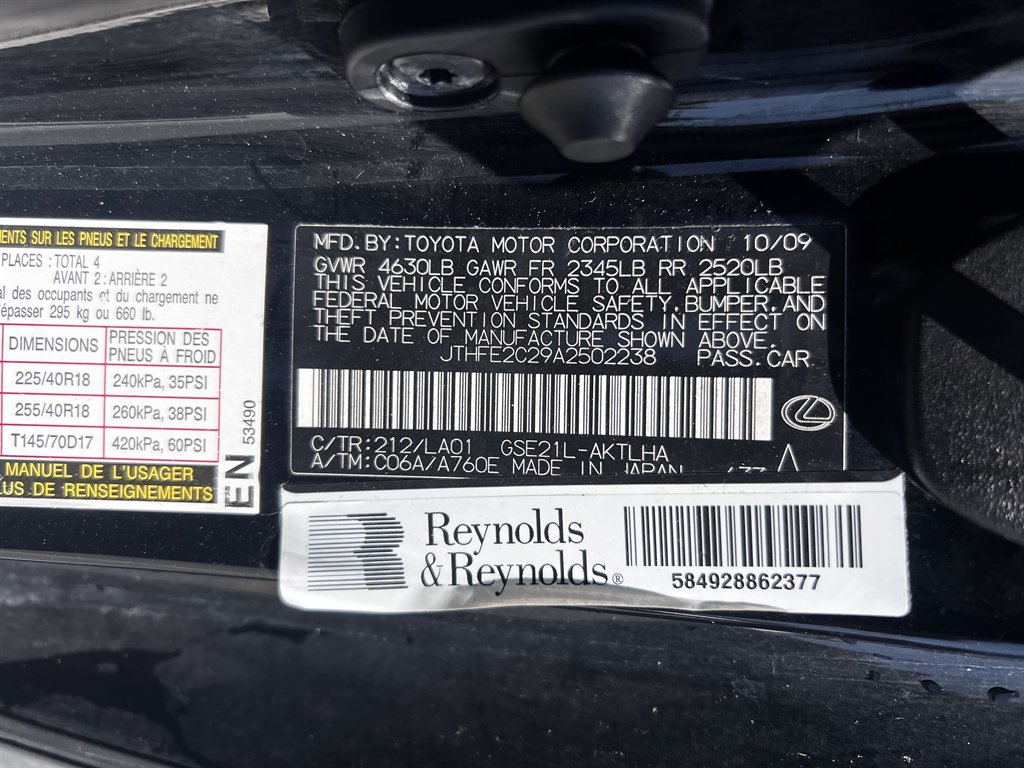 MENTS SUR LES PNEUS ET LE CHARGEMENT
PLACES : TOTAL 4
AVANT 2 : ARRIÈRE 2
al des occupants et du chargement ne
dépasser 295 kg ou 660 lb.
DIMENSIONS
PRESSION DES PNEUS À FROID
225/40R18 240kPa, 35PSI
255/40R18 260kPa, 38PSI
T145/70D17 420kPa, 60PSI
MANUEL DE L'USAGER
LUS DE RENSEIGNEMENTS
EN 53490
MFD. BY: TOYOTA MOTOR CORPORATION 10/09
GVWR 4630LB GAWR FR 2345LB RR 2520LB
THIS VEHICLE CONFORMS TO ALL APPLICABLE
FEDERAL MOTOR VEHICLE SAFETY, BUMPER, AND
THEFT PREVENTION STANDARDS IN EFFECT ON
THE DATE OF MANUFACTURE SHOWN ABOVE.
JTHFE2C29A2502238 PASS. CAR
C/TR: 212/LA01 GSE21L-AKTLHA
A/TM: C06A/A760E MADE IN JAPAN
Reynolds
& Reynolds®
584928862377